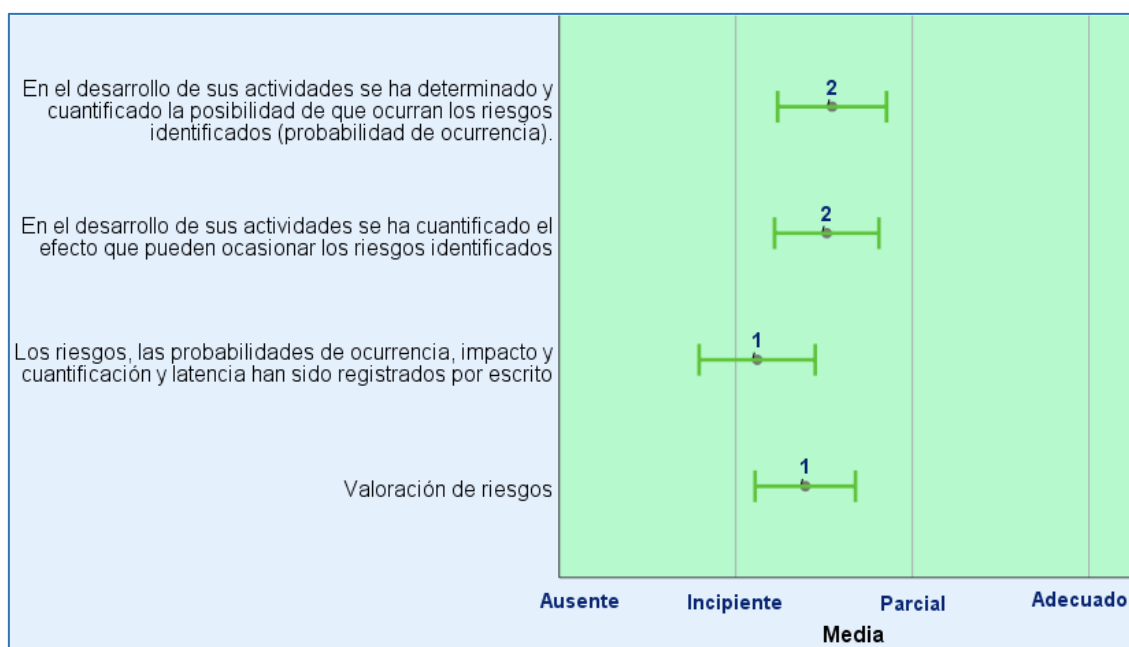 En el desarrollo de sus actividades se ha determinado y
cuantificado la posibilidad de que ocurran los riesgos
identificados (probabilidad de ocurrencia).
2
En el desarrollo de sus actividades se ha cuantificado el
efecto que pueden ocasionar los riesgos identificados
2
Los riesgos, las probabilidades de ocurrencia, impacto y
cuantificación y latencia han sido registrados por escrito
1
Valoración de riesgos
1
Ausente Incipiente Parcial Adecuado
Media